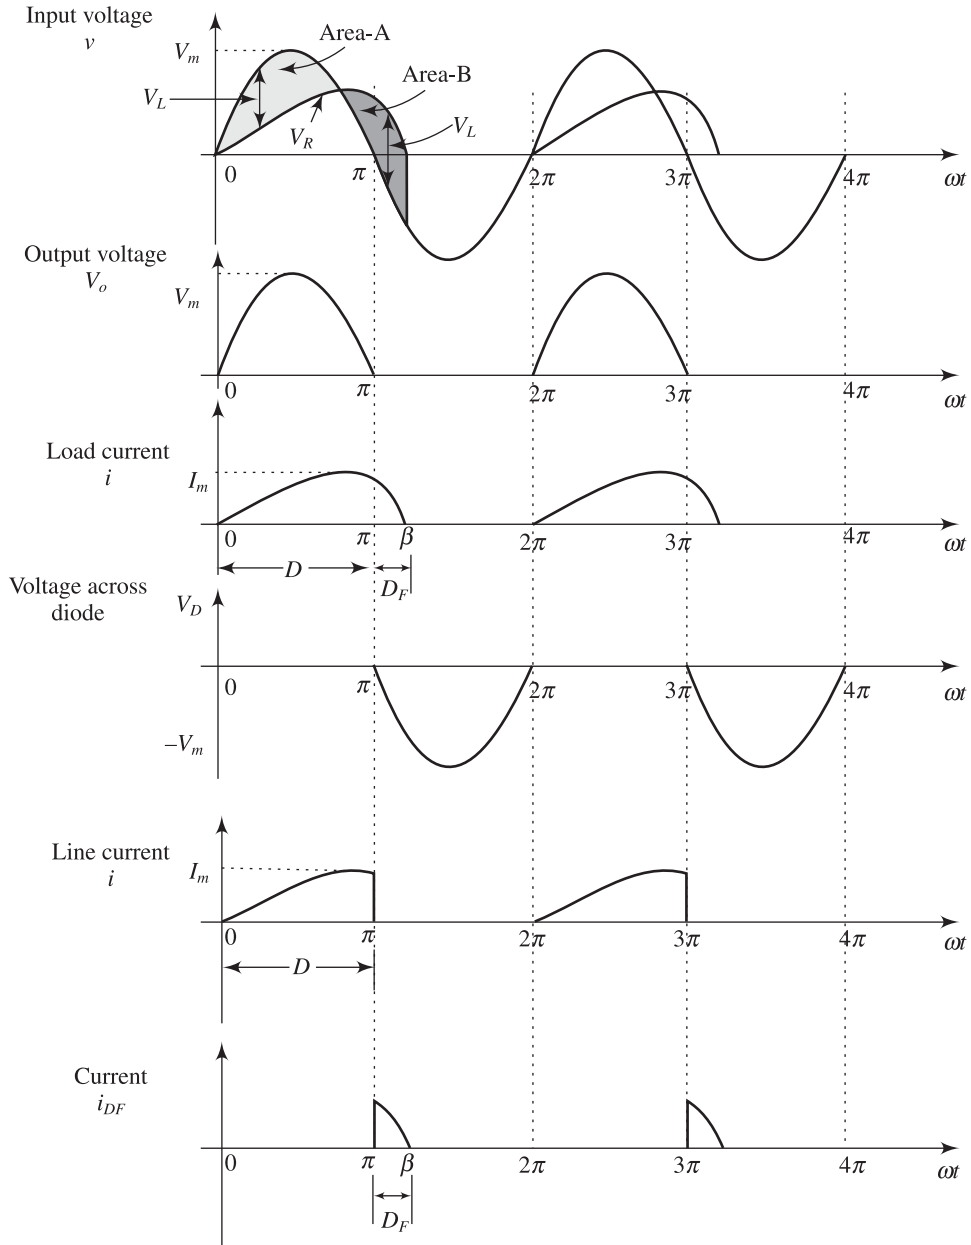 Input voltage
v
Area-A
V_m
Area-B
V_L
V_R
V_L
0 π 2π 3π 4π ωt
Output voltage
V_o
V_m
0 π 2π 3π 4π ωt
Load current
i
I_m
0 π β 2π 3π 4π ωt
D D_F
Voltage across
diode
V_D
0 π 2π 3π 4π ωt
–V_m
Line current
i
I_m
0 π 2π 3π 4π ωt
D
Current
i_DF
0 π β 2π 3π 4π ωt
D_F